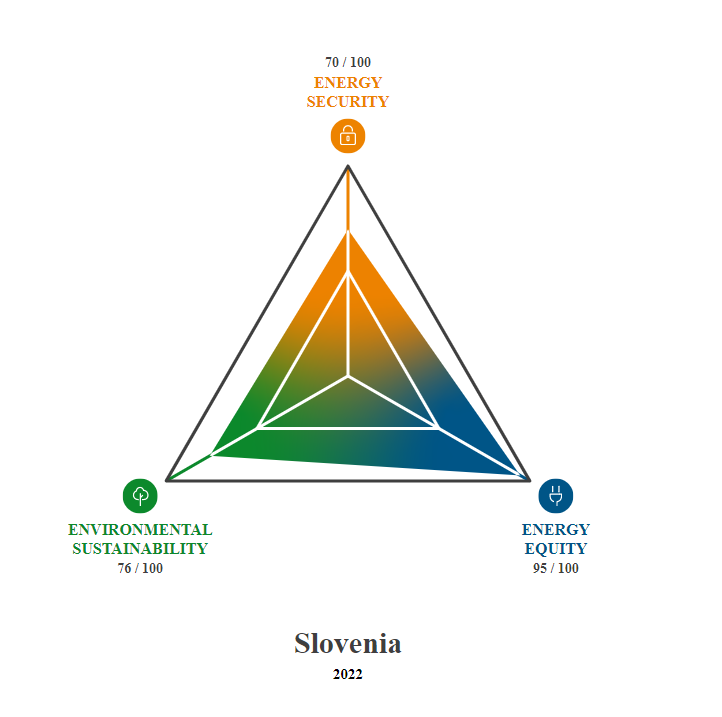 70 / 100
ENERGY
SECURITY
ENVIRONMENTAL
SUSTAINABILITY
76 / 100
ENERGY
EQUITY
95 / 100
Slovenia
2022